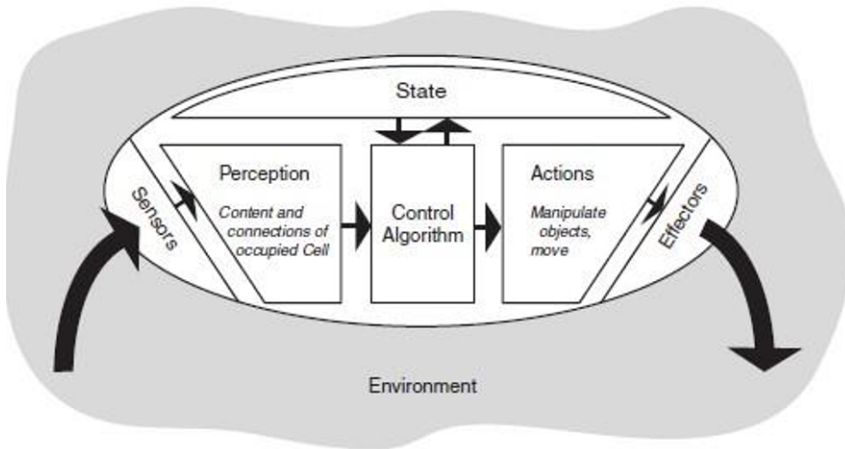 State
Sensors
Perception
Content and
connections of
occupied Cell
Control
Algorithm
Actions
Manipulate
objects,
move
Effectors
Environment